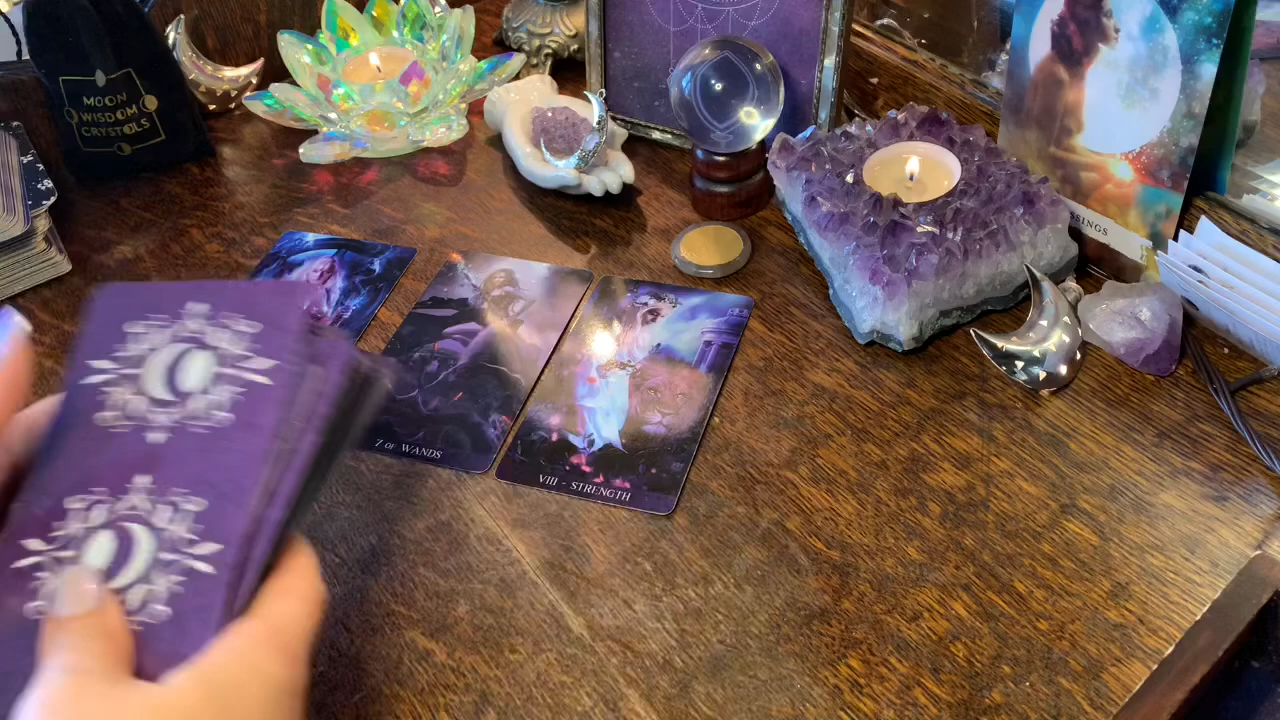 MOON
WISDOM
CRYSTALS
7 OF WANDS
VIII - STRENGTH
SSINGS